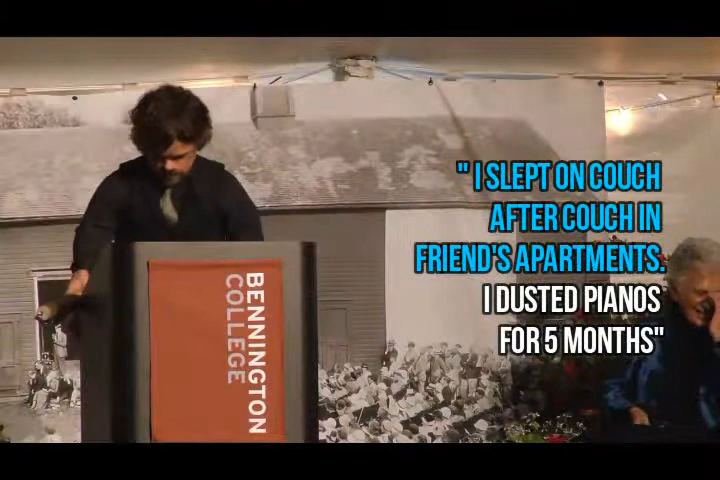 " I SLEPT ON COUCH
AFTER COUCH IN
FRIEND'S APARTMENTS.
I DUSTED PIANOS
FOR 5 MONTHS"
BENNINGTON
COLLEGE